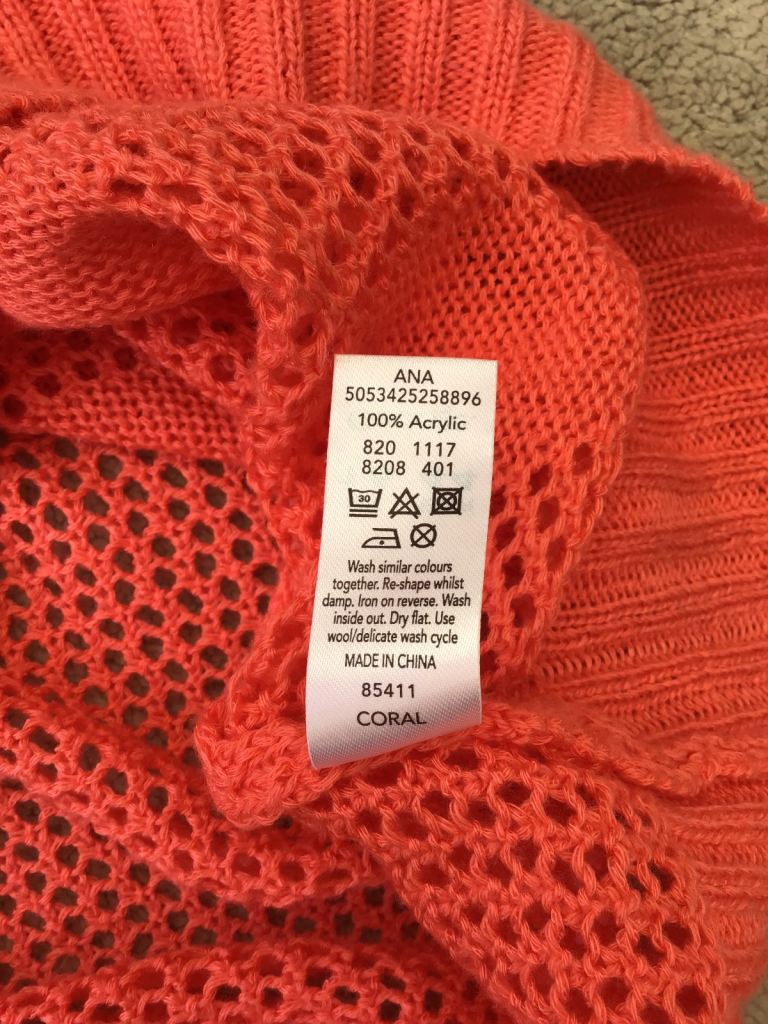 ANA
5053425258896
100% Acrylic
820 1117
8208 401
30
Wash similar colours
together. Re-shape whilst
damp. Iron on reverse. Wash
inside out. Dry flat. Use
wool/delicate wash cycle
MADE IN CHINA
85411
CORAL